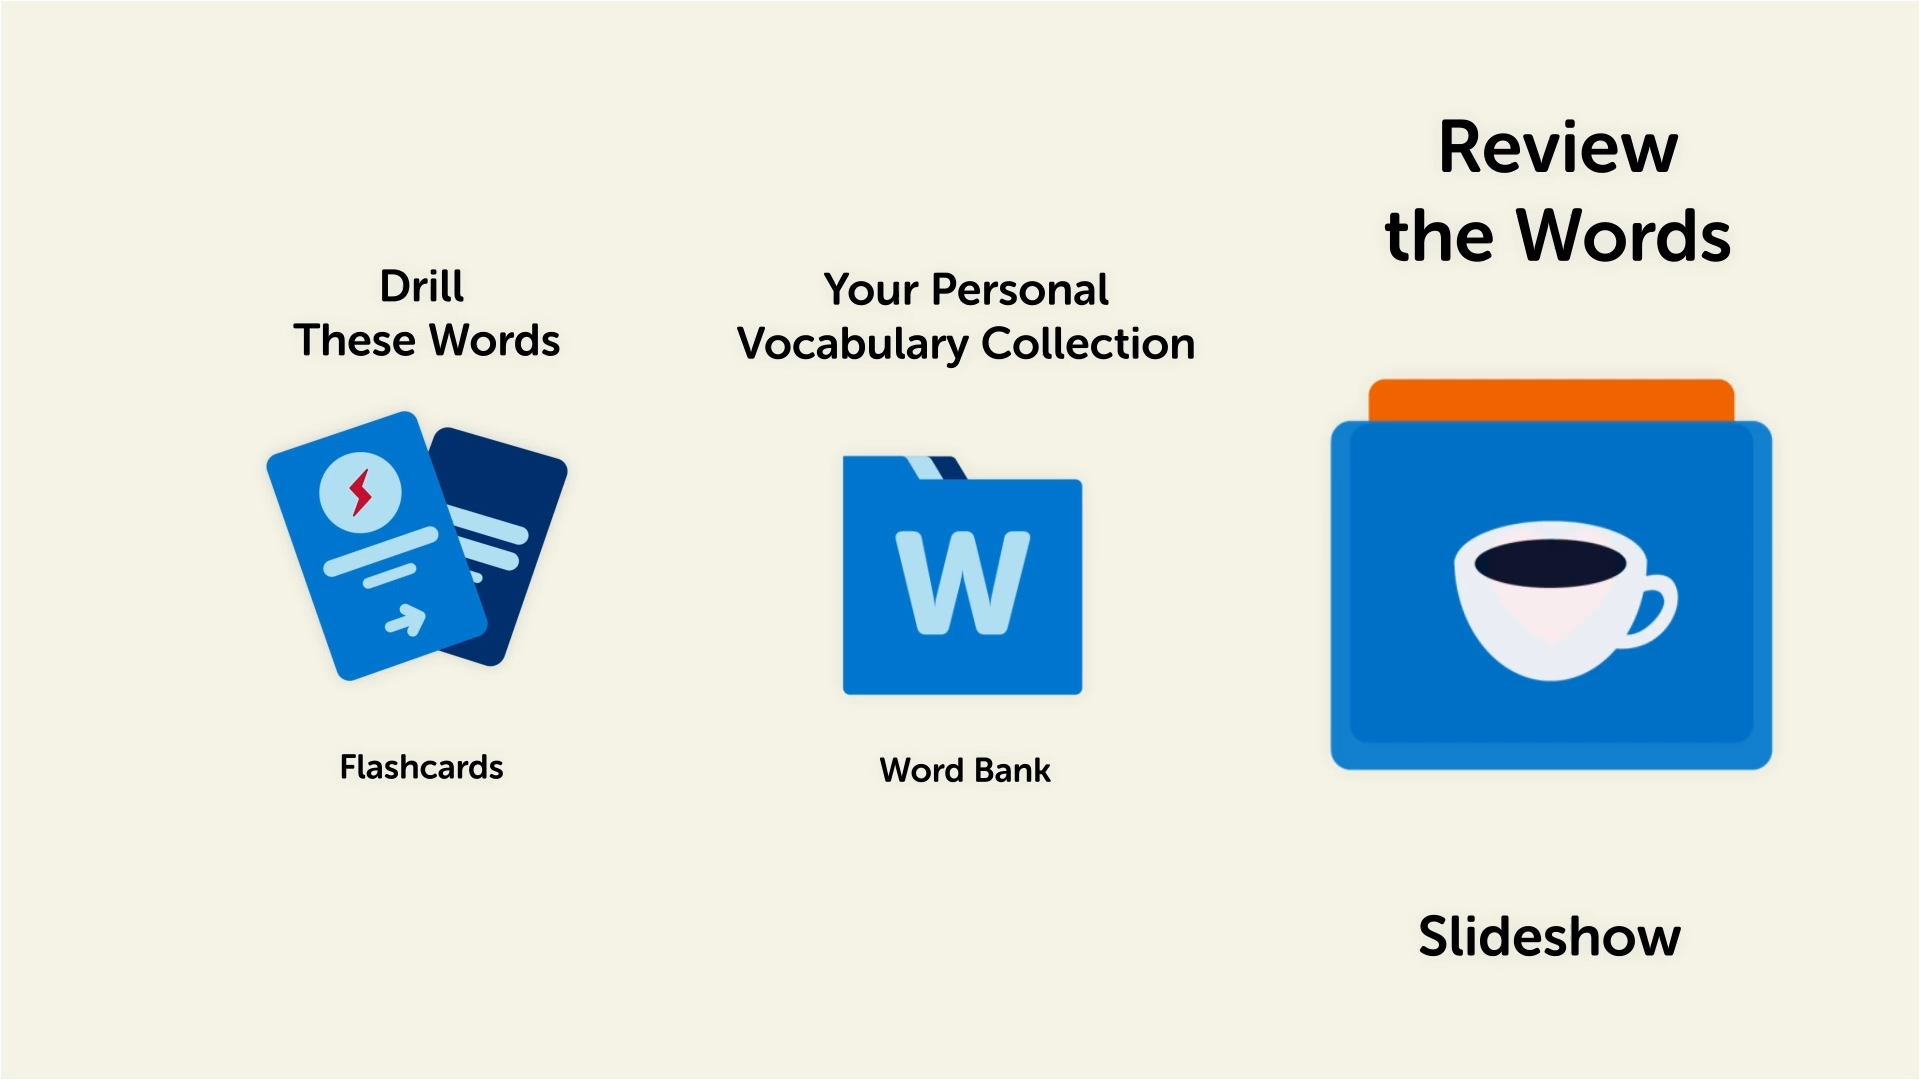 Drill
These Words
Flashcards
Your Personal
Vocabulary Collection
W
Word Bank
Review
the Words
Slideshow